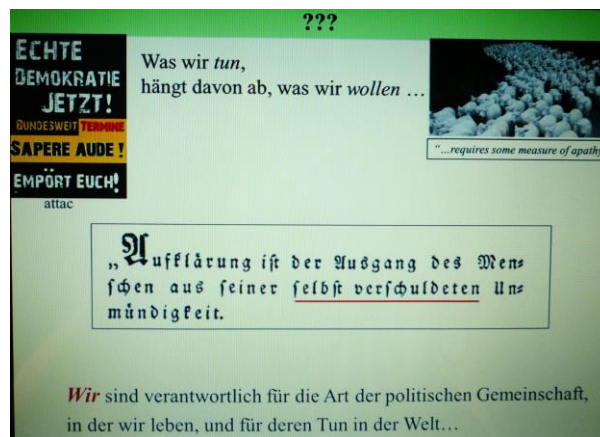 ???
ECHTE
DEMOKRATIE
JETZT!
BUNDESWEIT TERMINE
SAPERE AUDE !
EMPÖRT EUCH!
attac
Was wir tun,
hängt davon ab, was wir wollen …
“...requires some measure of apathy
„Aufklärung iſt der Ausgang des Men⸗
ſchen aus ſeiner ſelbſt verſchuldeten Un⸗
mündigkeit.
Wir sind verantwortlich für die Art der politischen Gemeinschaft,
in der wir leben, und für deren Tun in der Welt…